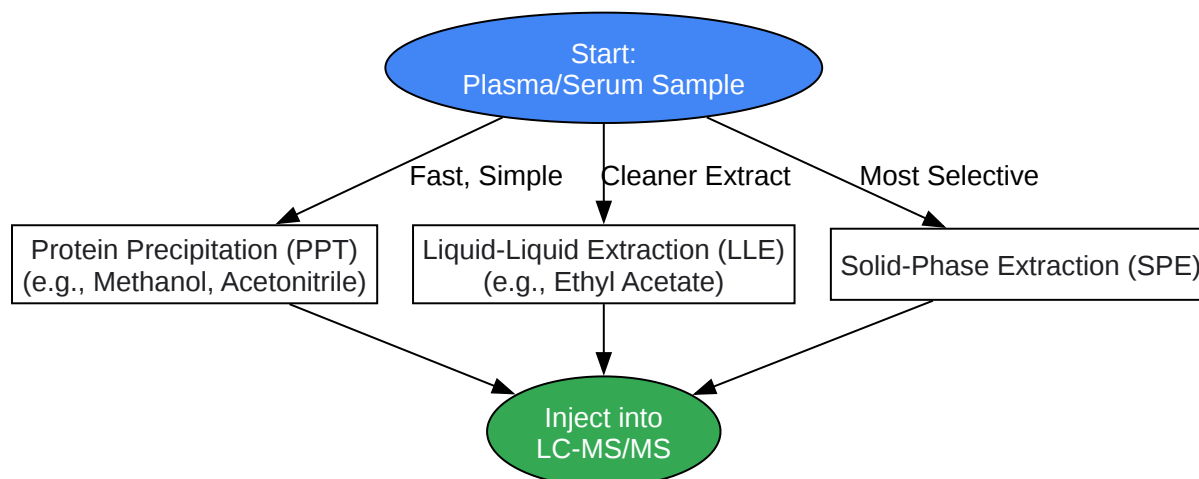 Start:
Plasma/Serum Sample
Fast, Simple
Cleaner Extract
Most Selective
Protein Precipitation (PPT)
(e.g., Methanol, Acetonitrile)
Liquid-Liquid Extraction (LLE)
(e.g., Ethyl Acetate)
Solid-Phase Extraction (SPE)
Inject into
LC-MS/MS